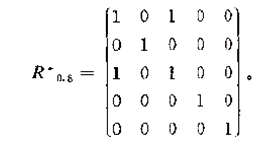 1 0 1 0 0
0 1 0 0 0
R*₀.₈ = 1 0 1 0 0 。
0 0 0 1 0
0 0 0 0 1